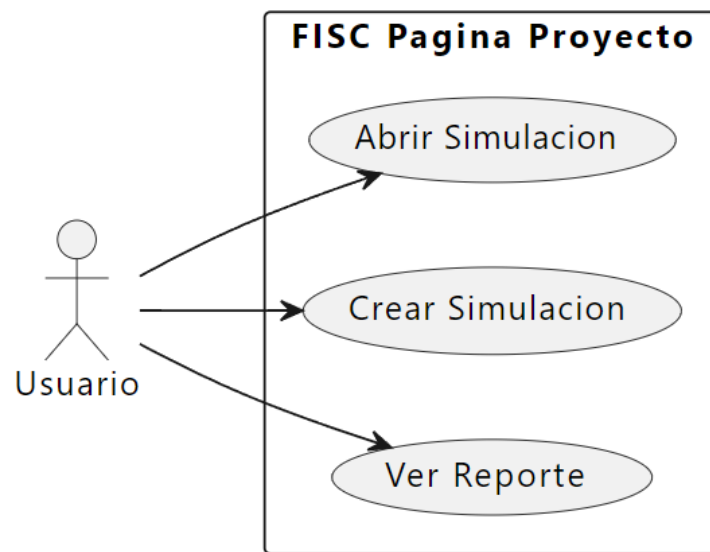 FISC Pagina Proyecto
Abrir Simulacion
Crear Simulacion
Usuario
Ver Reporte